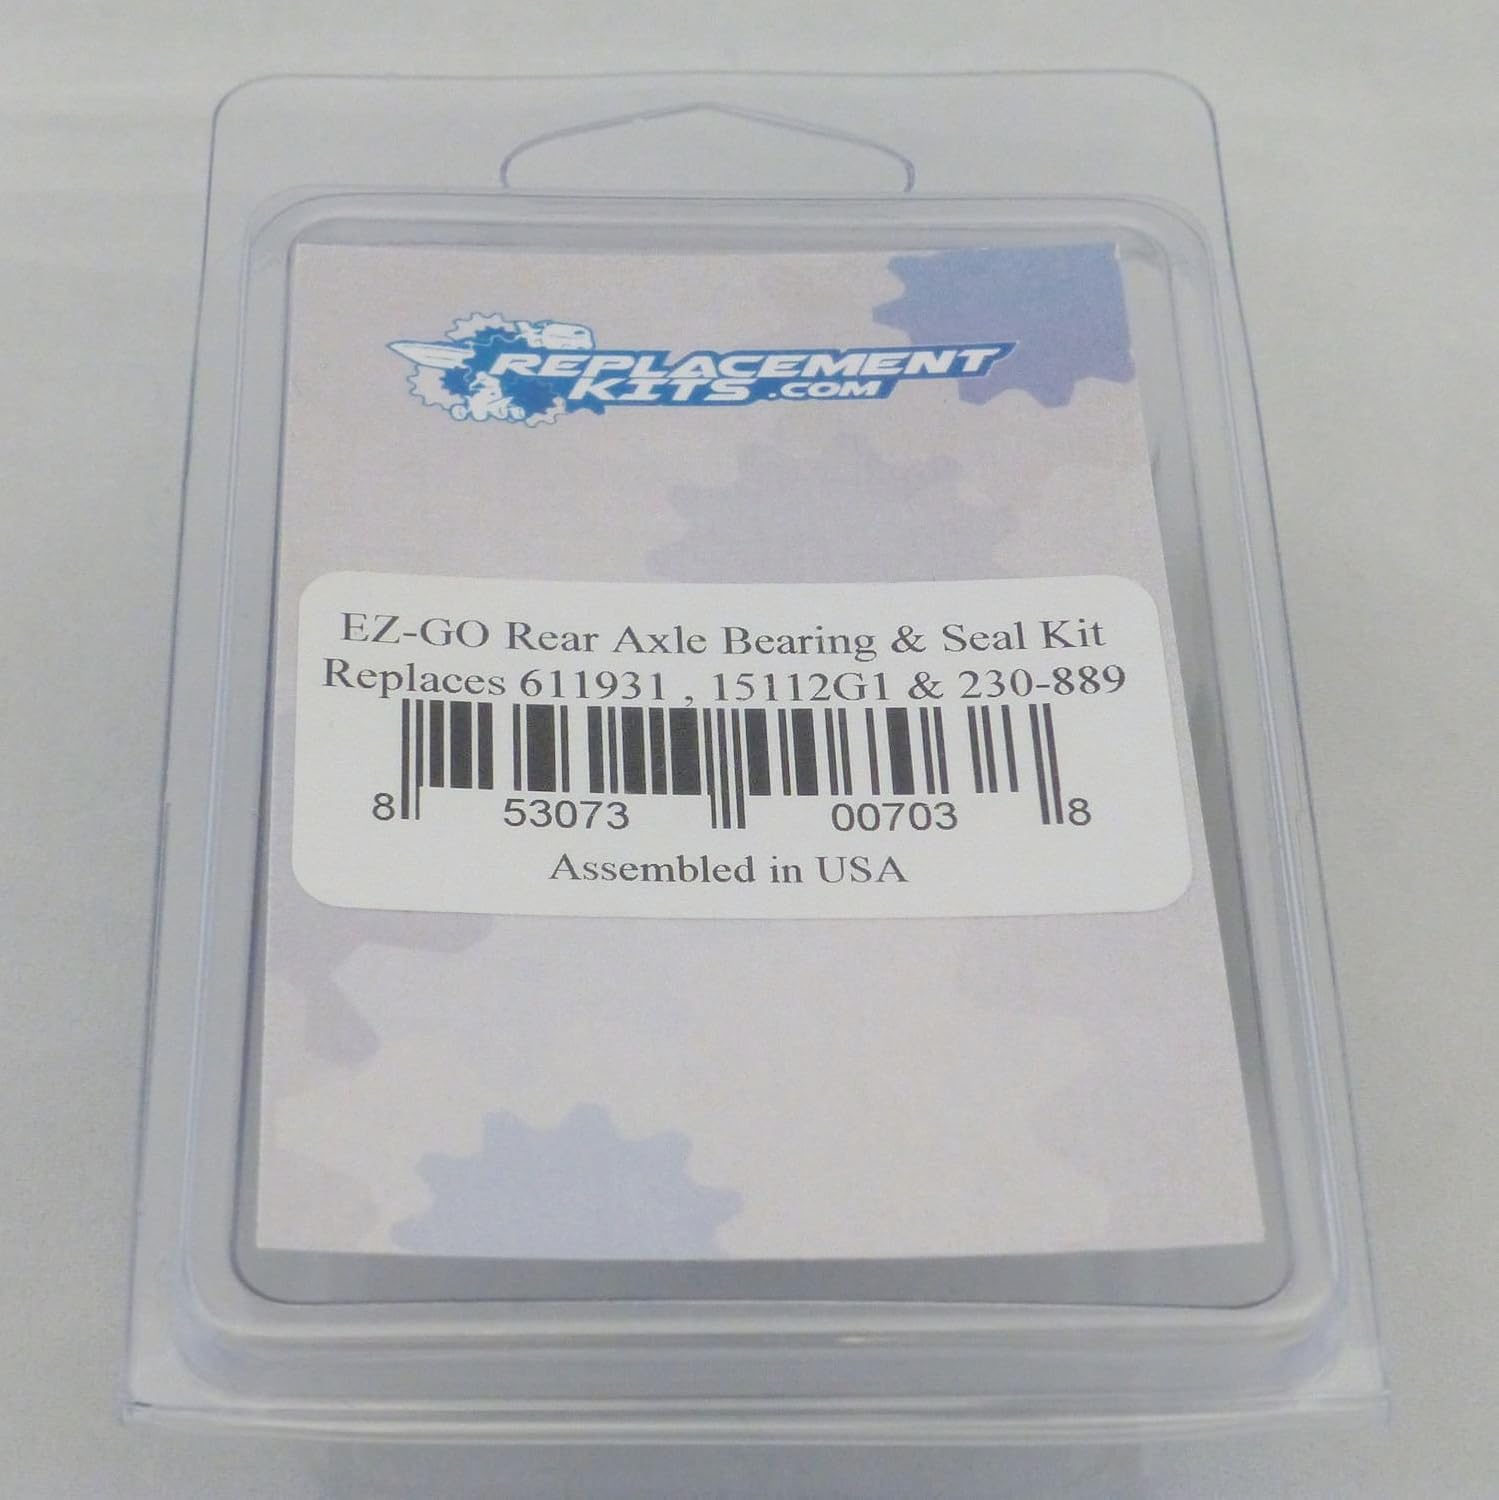 REPLACEMENT
KITS.COM
EZ-GO Rear Axle Bearing & Seal Kit
Replaces 611931 , 15112G1 & 230-889
8 53073 00703 8
Assembled in USA